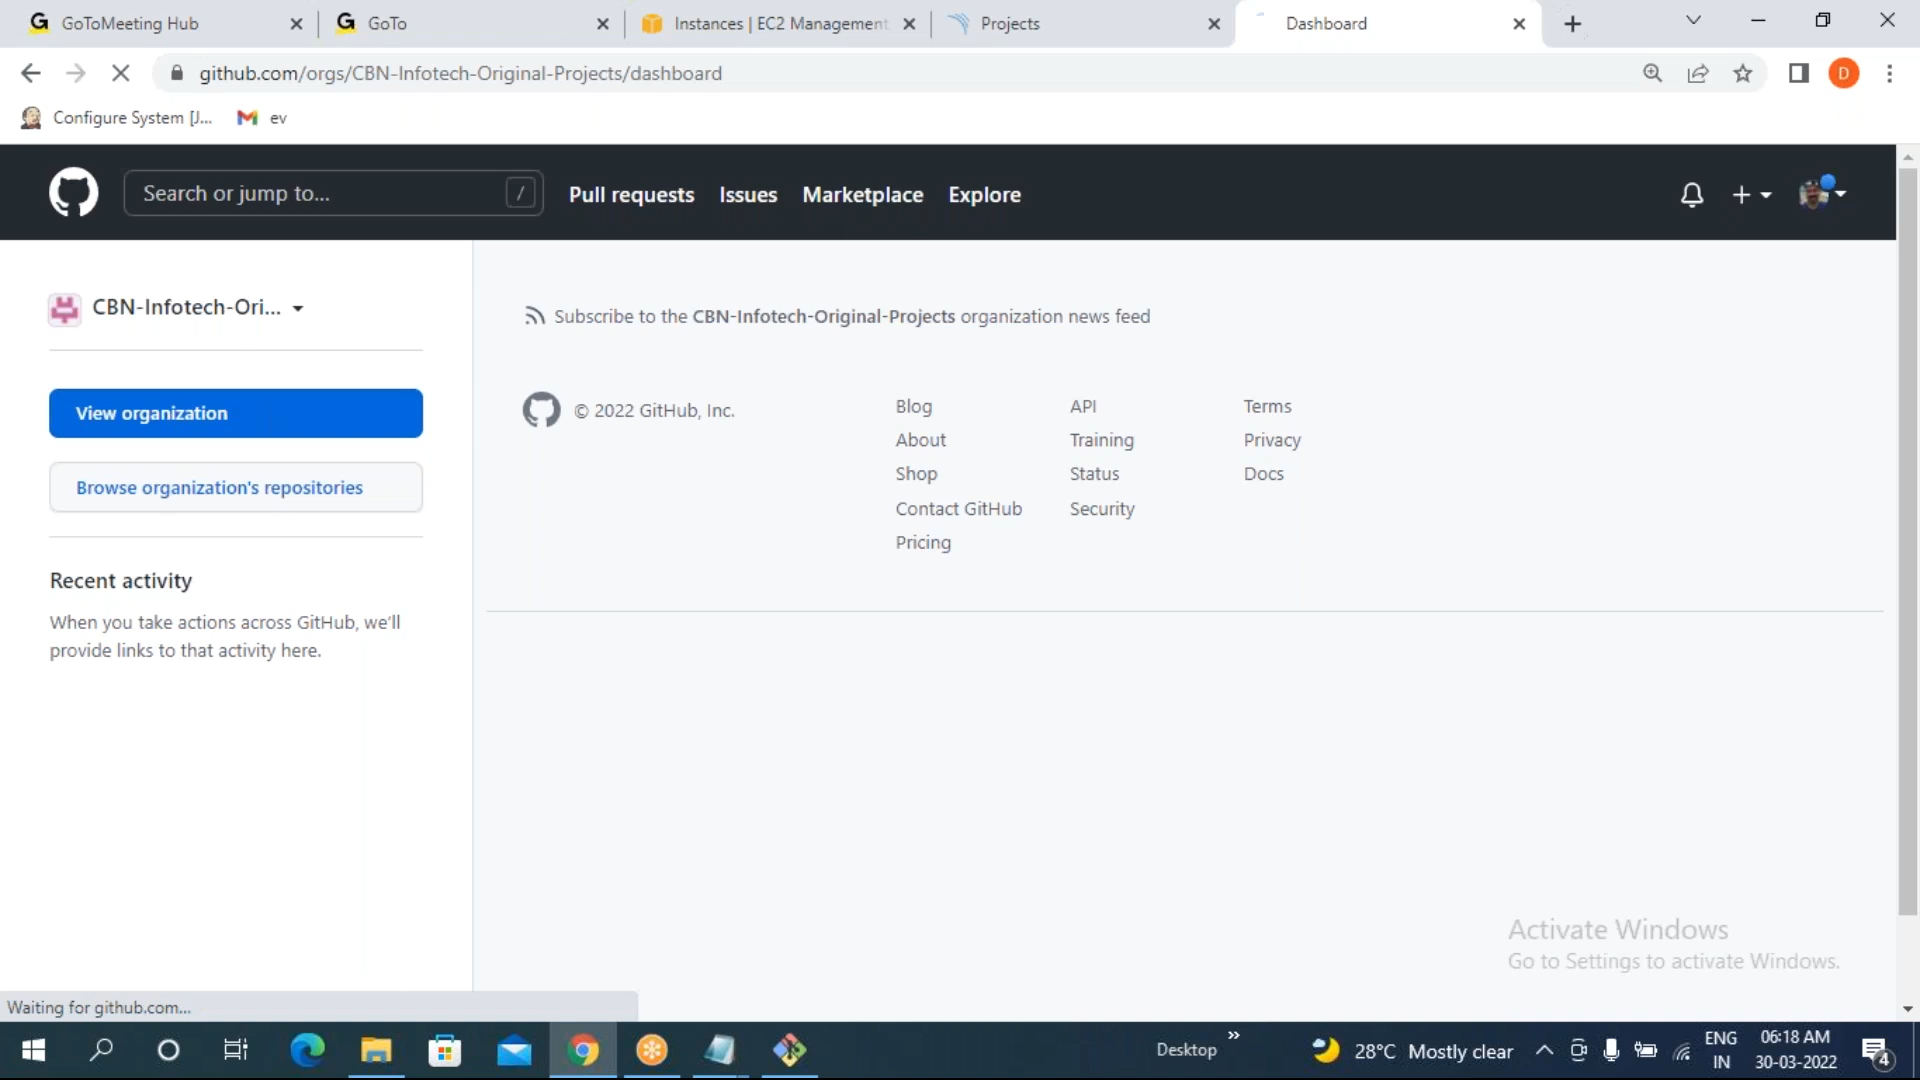 GoToMeeting Hub
GoTo
Instances | EC2 Management
Projects
Dashboard
github.com/orgs/CBN-Infotech-Original-Projects/dashboard
D
Configure System [J...
ev
Search or jump to...
/
Pull requests
Issues
Marketplace
Explore
CBN-Infotech-Ori...
View organization
Browse organization's repositories
Recent activity
When you take actions across GitHub, we'll
provide links to that activity here.
Subscribe to the CBN-Infotech-Original-Projects organization news feed
© 2022 GitHub, Inc.
Blog
About
Shop
Contact GitHub
Pricing
API
Training
Status
Security
Terms
Privacy
Docs
Activate Windows
Go to Settings to activate Windows.
Waiting for github.com...
Desktop
28°C Mostly clear
ENG
IN
06:18 AM
30-03-2022
4